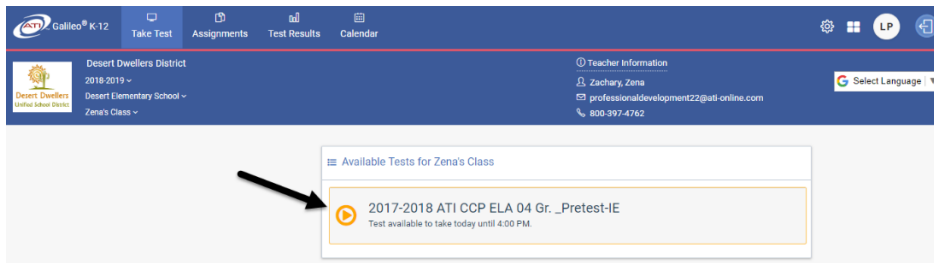 ATI Galileo® K-12
Take Test
Assignments
Test Results
Calendar
LP
Desert Dwellers District
2018-2019
Desert Elementary School
Zena's Class
Desert Dwellers
Unified School District
Teacher Information
Zachary, Zena
professionaldevelopment22@ati-online.com
800-397-4762
G Select Language
Available Tests for Zena's Class
2017-2018 ATI CCP ELA 04 Gr. _Pretest-IE
Test available to take today until 4:00 PM.